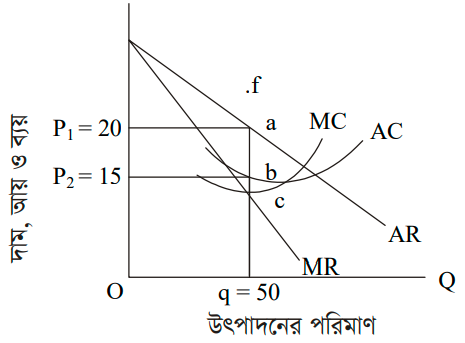 .f
a
MC
AC
P₁ = 20
P₂ = 15
b
c
AR
MR
O
Q
q = 50
দাম, আয় ও ব্যয়
উৎপাদনের পরিমাণ